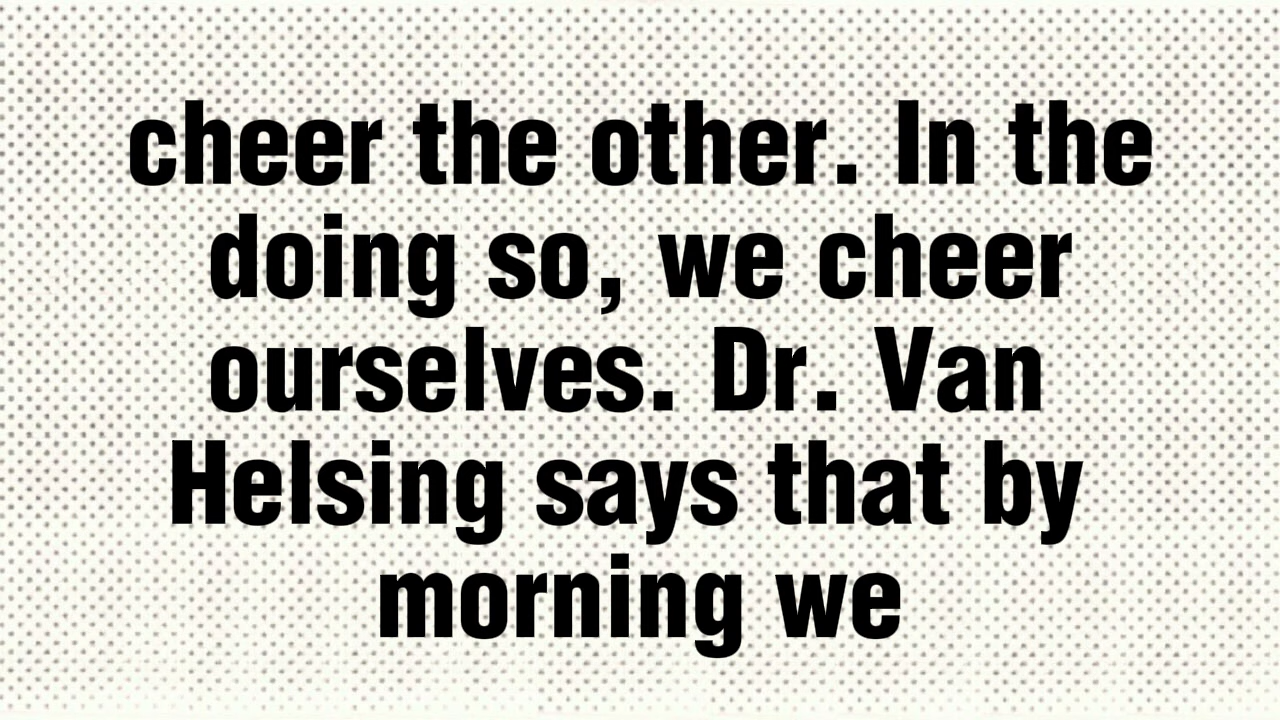 cheer the other. In the
doing so, we cheer
ourselves. Dr. Van
Helsing says that by
morning we